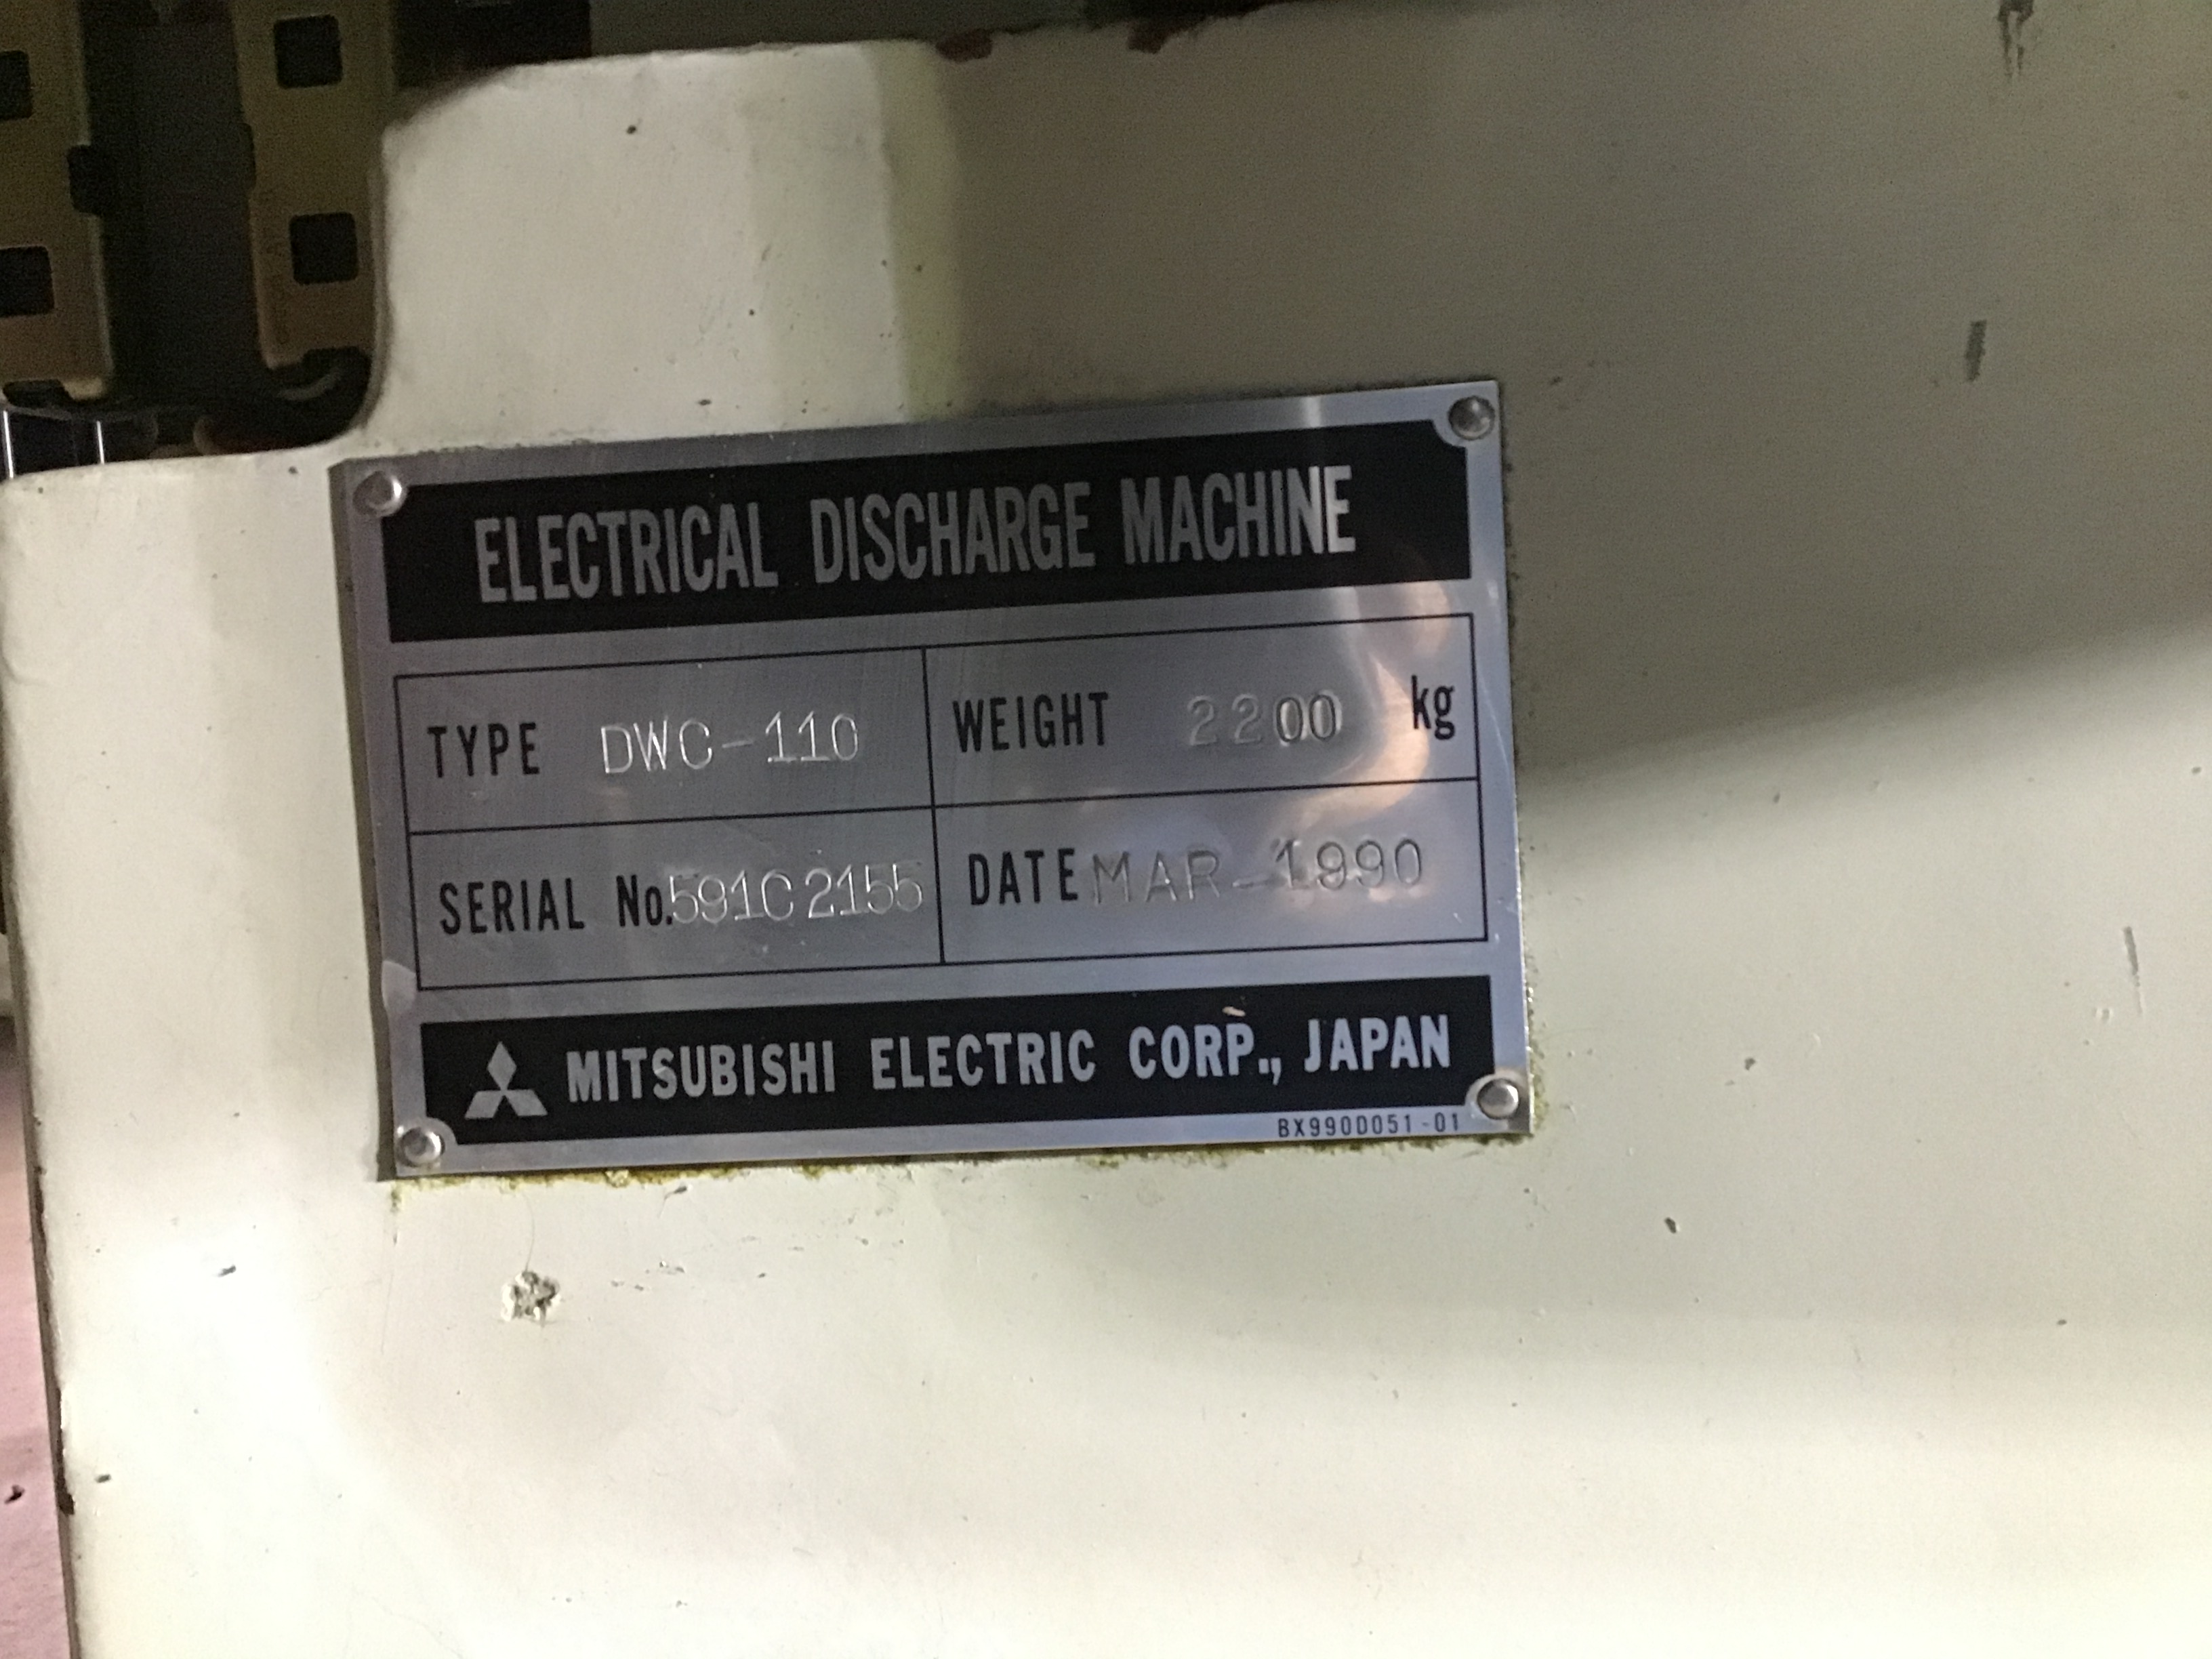 ELECTRICAL DISCHARGE MACHINE
TYPE DWC-110 WEIGHT 2200 kg
SERIAL No.591C2155 DATE MAR-1990
MITSUBISHI ELECTRIC CORP., JAPAN
BX990D051-01